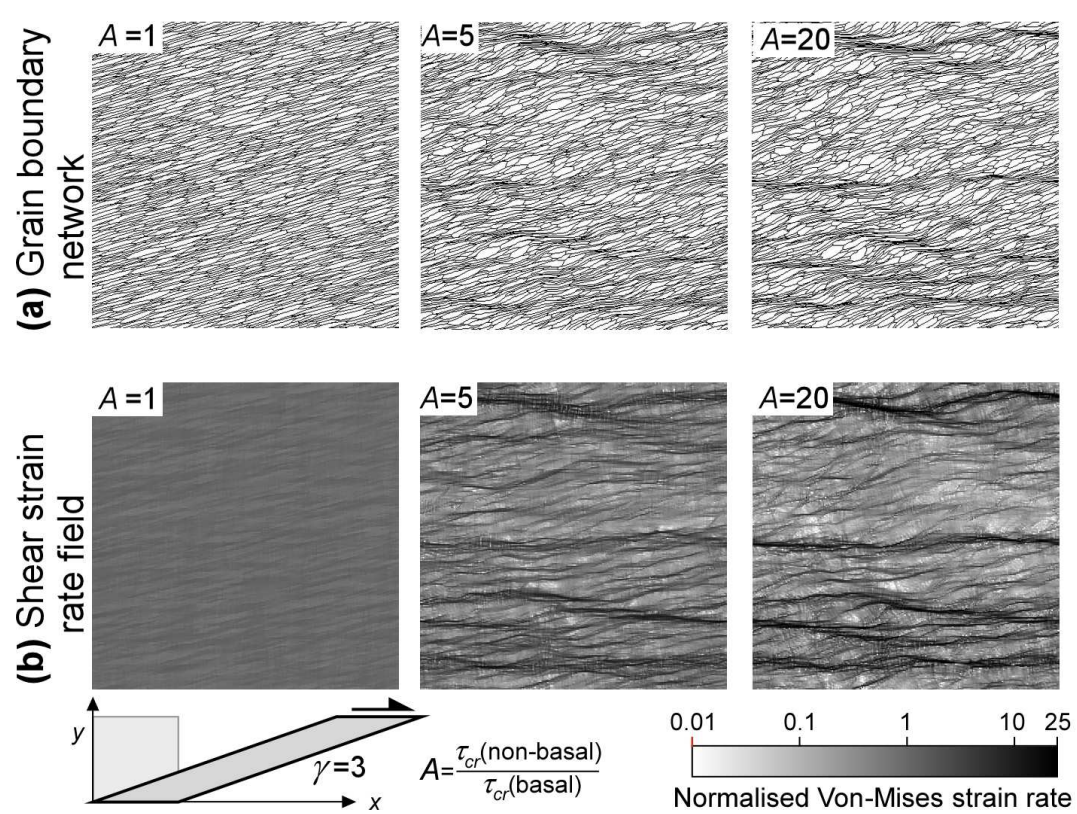 (a) Grain boundary
network
A =1
A=5
A=20
(b) Shear strain
rate field
A =1
A=5
A=20
y
x
γ=3
A= τcr(non-basal) / τcr(basal)
0.01 0.1 1 10 25
Normalised Von-Mises strain rate